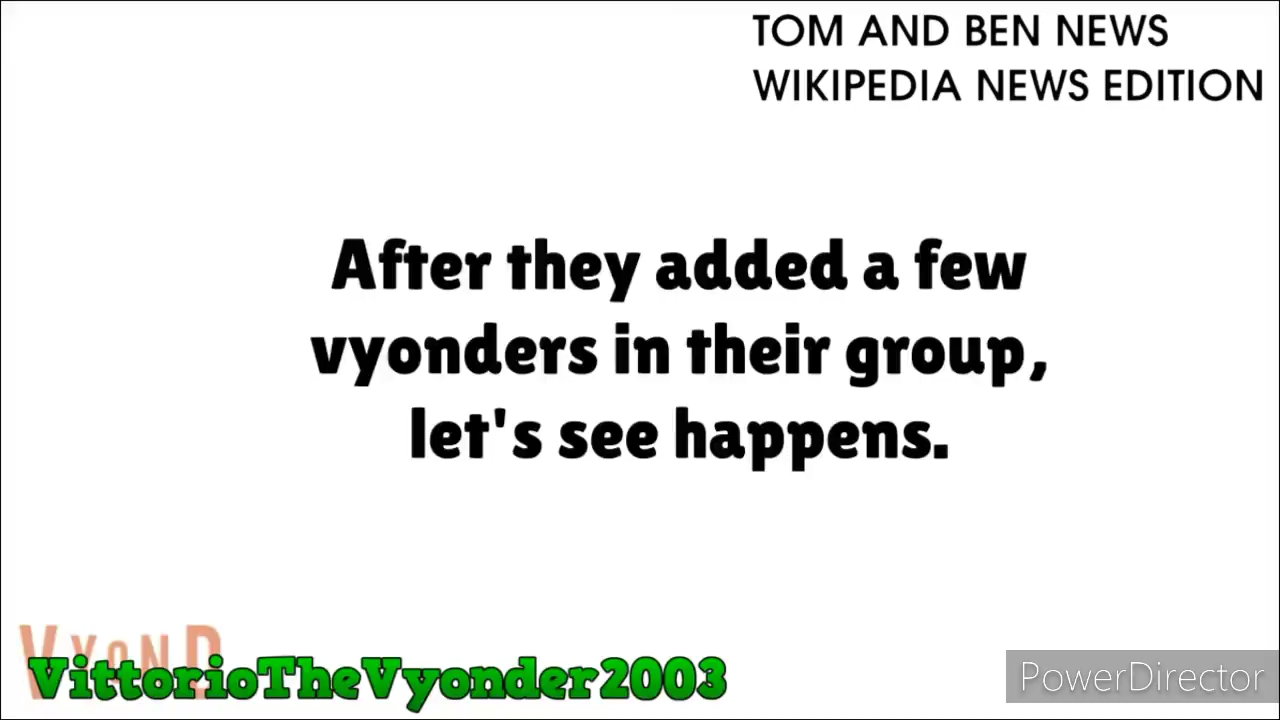 TOM AND BEN NEWS
WIKIPEDIA NEWS EDITION
After they added a few
vyonders in their group,
let's see happens.
VYOND
VittorioTheVyonder2003
PowerDirector